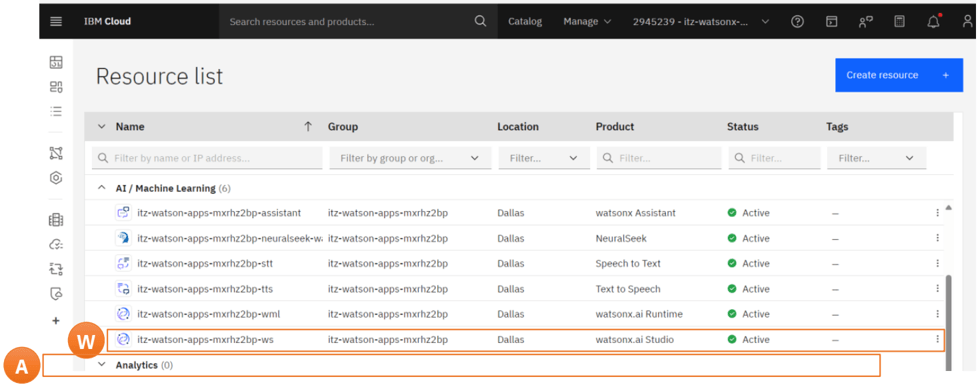 IBM Cloud Search resources and products... Catalog Manage 2945239 - itz-watsonx-...
Resource list
Create resource +
Name Group Location Product Status Tags
Filter by name or IP address... Filter by group or org... Filter... Filter... Filter... Filter...
AI / Machine Learning (6)
itz-watson-apps-mxrhz2bp-assistant itz-watson-apps-mxrhz2bp Dallas watsonx Assistant Active –
itz-watson-apps-mxrhz2bp-neuralseek-wa itz-watson-apps-mxrhz2bp Dallas NeuralSeek Active –
itz-watson-apps-mxrhz2bp-stt itz-watson-apps-mxrhz2bp Dallas Speech to Text Active –
itz-watson-apps-mxrhz2bp-tts itz-watson-apps-mxrhz2bp Dallas Text to Speech Active –
itz-watson-apps-mxrhz2bp-wml itz-watson-apps-mxrhz2bp Dallas watsonx.ai Runtime Active –
W itz-watson-apps-mxrhz2bp-ws itz-watson-apps-mxrhz2bp Dallas watsonx.ai Studio Active –
A Analytics (0)